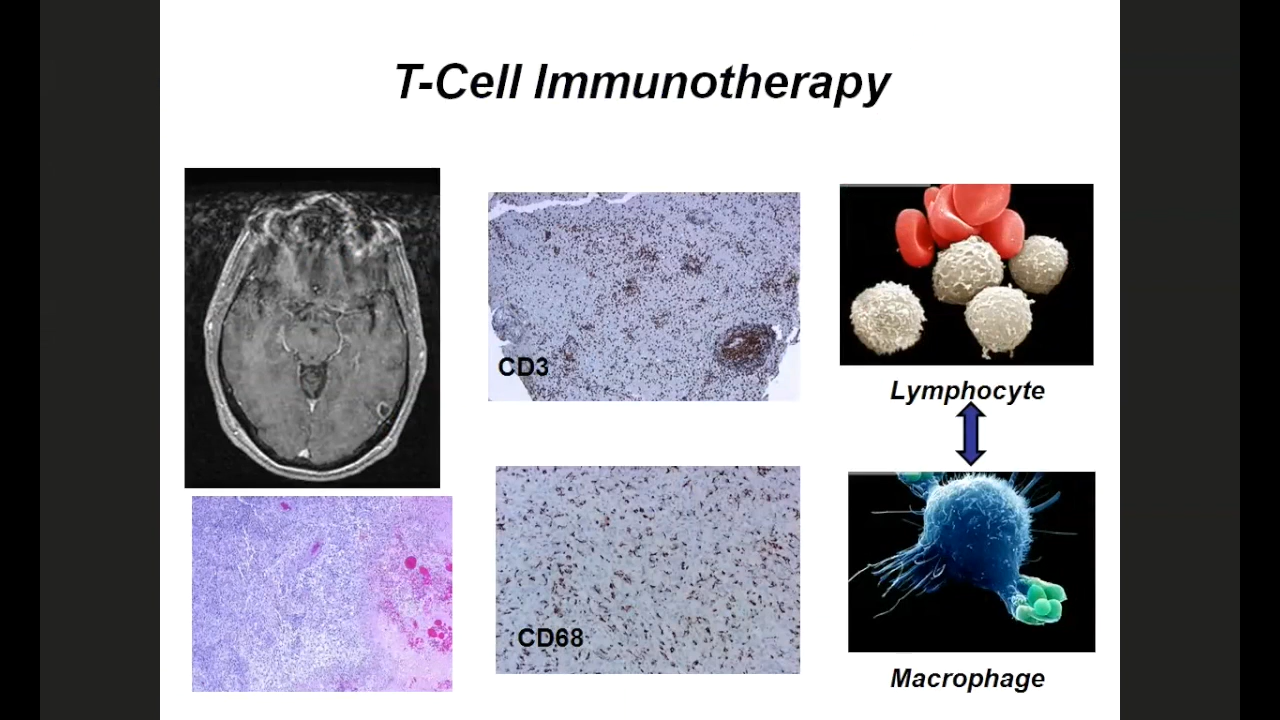 T-Cell Immunotherapy
CD3
Lymphocyte
CD68
Macrophage